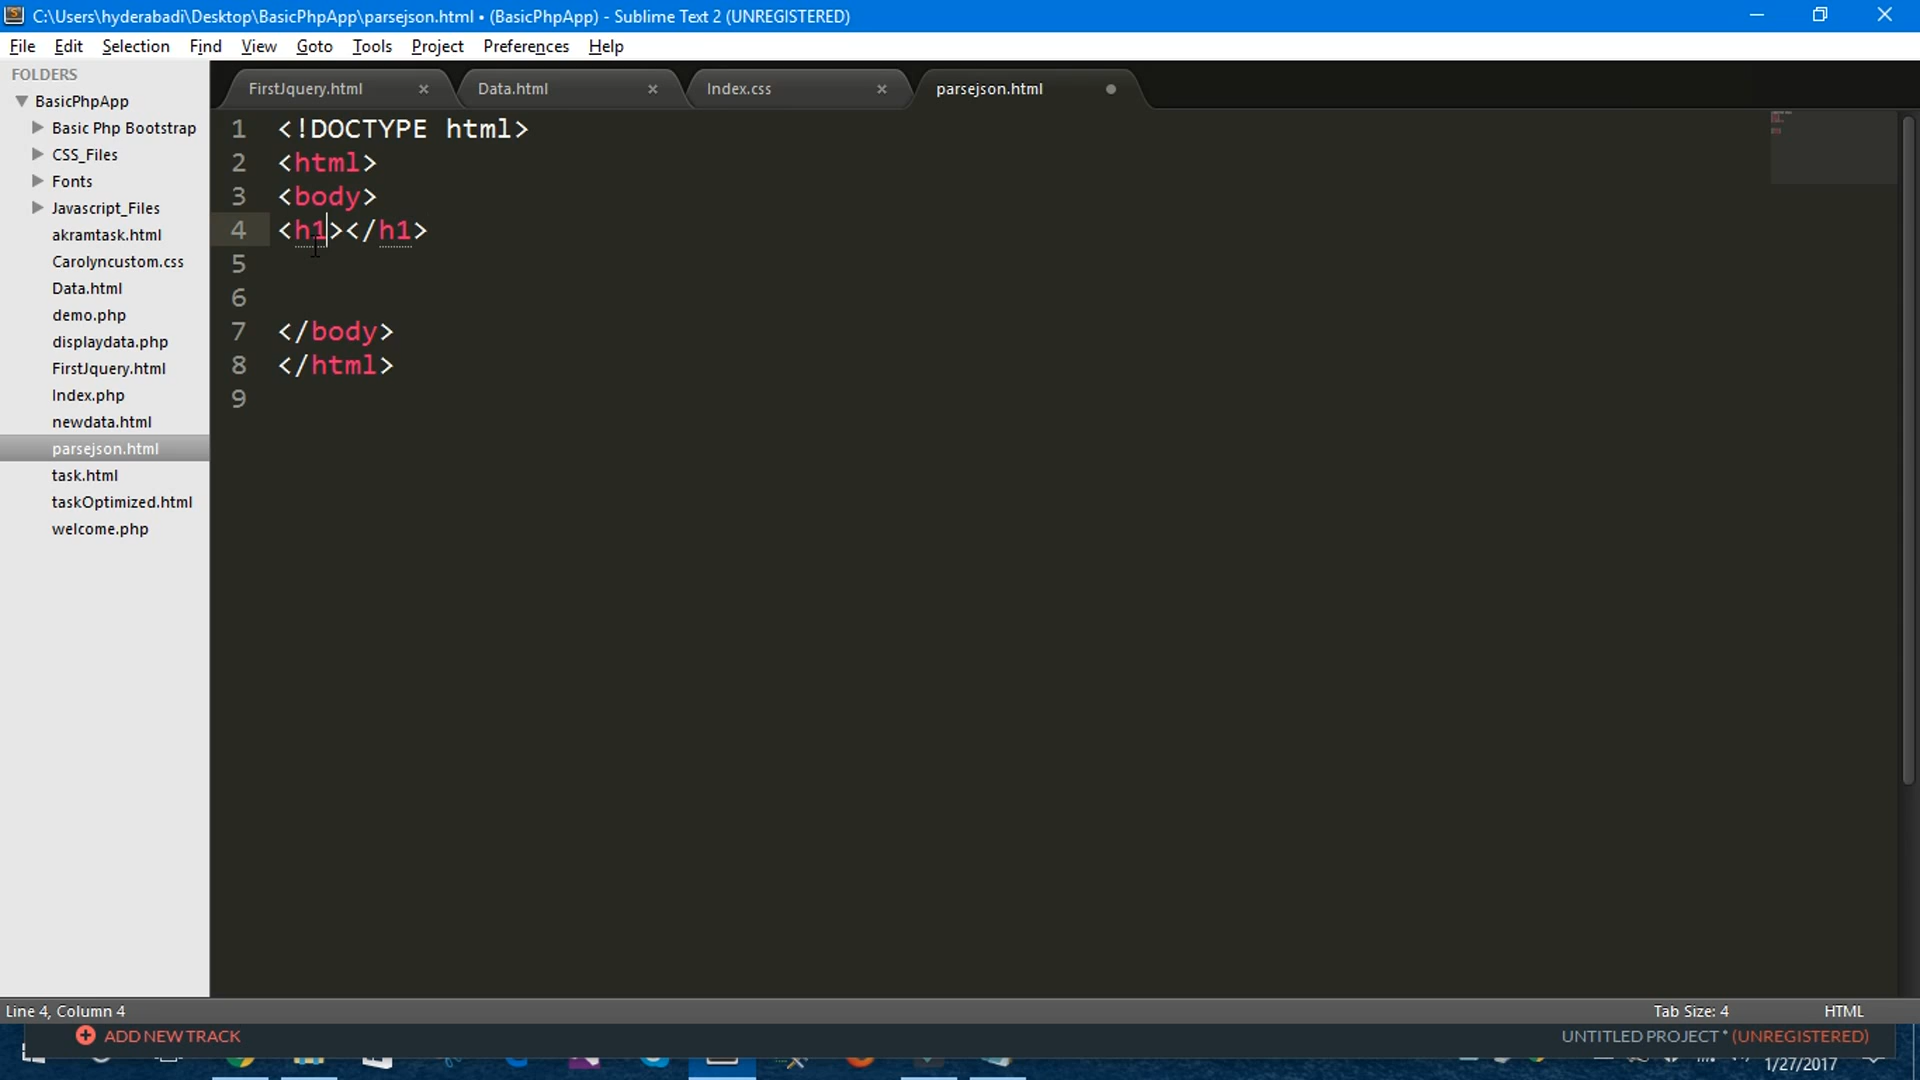 C:\Users\hyderabadi\Desktop\BasicPhpApp\parsejson.html • (BasicPhpApp) - Sublime Text 2 (UNREGISTERED)
File Edit Selection Find View Goto Tools Project Preferences Help
FOLDERS
BasicPhpApp
Basic Php Bootstrap
CSS_Files
Fonts
Javascript_Files
akramtask.html
Carolyncustom.css
Data.html
demo.php
displaydata.php
FirstJquery.html
Index.php
newdata.html
parsejson.html
task.html
taskOptimized.html
welcome.php
FirstJquery.html Data.html Index.css parsejson.html
1 <!DOCTYPE html>
2 <html>
3 <body>
4 <h1></h1>
5
6
7 </body>
8 </html>
9
Line 4, Column 4 Tab Size: 4 HTML
ADD NEW TRACK UNTITLED PROJECT * (UNREGISTERED)
1/27/2017